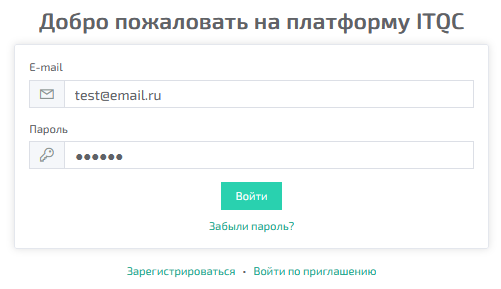 Добро пожаловать на платформу ITQC
E-mail
test@email.ru
Пароль
●●●●●●
Войти
Забыли пароль?
Зарегистрироваться • Войти по приглашению